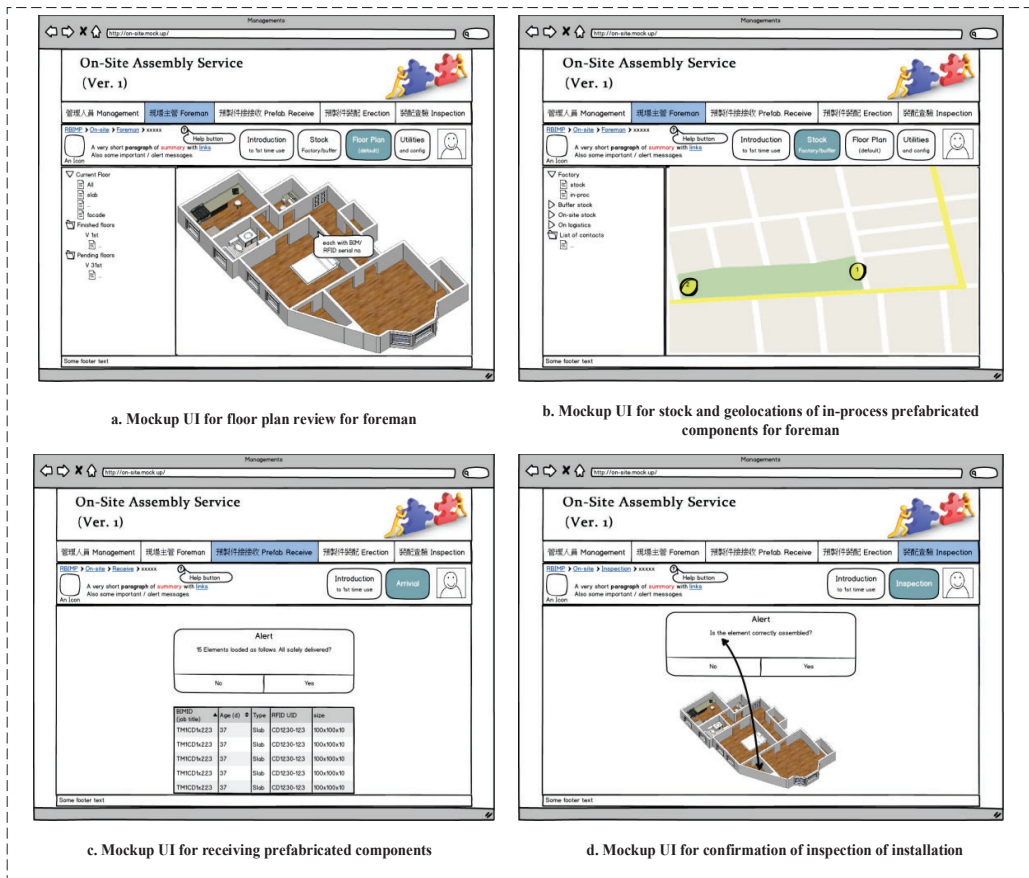 Managements
http://on-site.mock.up/
On-Site Assembly Service
(Ver. 1)
管理人員 Management 現場主管 Foreman 預製件接接收 Prefab Receive 預製件裝配 Erection 裝配查驗 Inspection
RBIMP > On-site > Foreman > xxxxx
? Help button
A very short paragraph of summary with links
Also some important / alert messages.
An Icon
Introduction
to 1st time use
Stock
Factory/buffer
Floor Plan
(default)
Utilities
and config
Current Floor
All
slab
..
facade
Finished floors
V 1st
..
Pending floors
V 31st
..
each with BIM/
RFID serial no
Some footer text
a. Mockup UI for floor plan review for foreman
Managements
http://on-site.mock.up/
On-Site Assembly Service
(Ver. 1)
管理人員 Management 現場主管 Foreman 預製件接接收 Prefab Receive 預製件裝配 Erection 裝配查驗 Inspection
RBIMP > On-site > Foreman > xxxxx
? Help button
A very short paragraph of summary with links
Also some important / alert messages.
An Icon
Introduction
to 1st time use
Stock
Factory/buffer
Floor Plan
(default)
Utilities
and config
Factory
stock
in-proc
Buffer stock
On-site stock
On logistics
List of contacts
..
1
2
Some footer text
b. Mockup UI for stock and geolocations of in-process prefabricated
components for foreman
Managements
http://on-site.mock.up/
On-Site Assembly Service
(Ver. 1)
管理人員 Management 現場主管 Foreman 預製件接接收 Prefab Receive 預製件裝配 Erection 裝配查驗 Inspection
RBIMP > On-site > Receive > xxxxx
? Help button
A very short paragraph of summary with links
Also some important / alert messages.
An Icon
Introduction
to 1st time use
Arrival
Alert
15 Elements loaded as follows. All safely delivered?
No Yes
BIMID
(job title) Age (d) Type RFID UID size
TM1CD1x223 37 Slab CD1230-123 100x100x10
TM1CD1x223 37 Slab CD1230-123 100x100x10
TM1CD1x223 37 Slab CD1230-123 100x100x10
TM1CD1x223 37 Slab CD1230-123 100x100x10
TM1CD1x223 37 Slab CD1230-123 100x100x10
Some footer text
c. Mockup UI for receiving prefabricated components
Managements
http://on-site.mock.up/
On-Site Assembly Service
(Ver. 1)
管理人員 Management 現場主管 Foreman 預製件接接收 Prefab Receive 預製件裝配 Erection 裝配查驗 Inspection
RBIMP > On-site > Inspection > xxxxx
? Help button
A very short paragraph of summary with links
Also some important / alert messages.
An Icon
Introduction
to 1st time use
Inspection
Alert
Is the element correctly assembled?
No Yes
Some footer text
d. Mockup UI for confirmation of inspection of installation